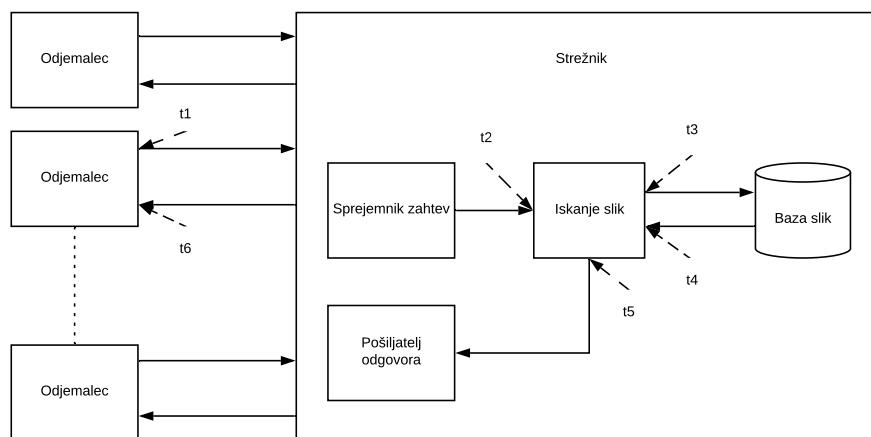 Odjemalec
Strežnik
t1
t2
t3
Odjemalec
Sprejemnik zahtev
Iskanje slik
Baza slik
t6
t4
t5
Pošiljatelj
odgovora
Odjemalec